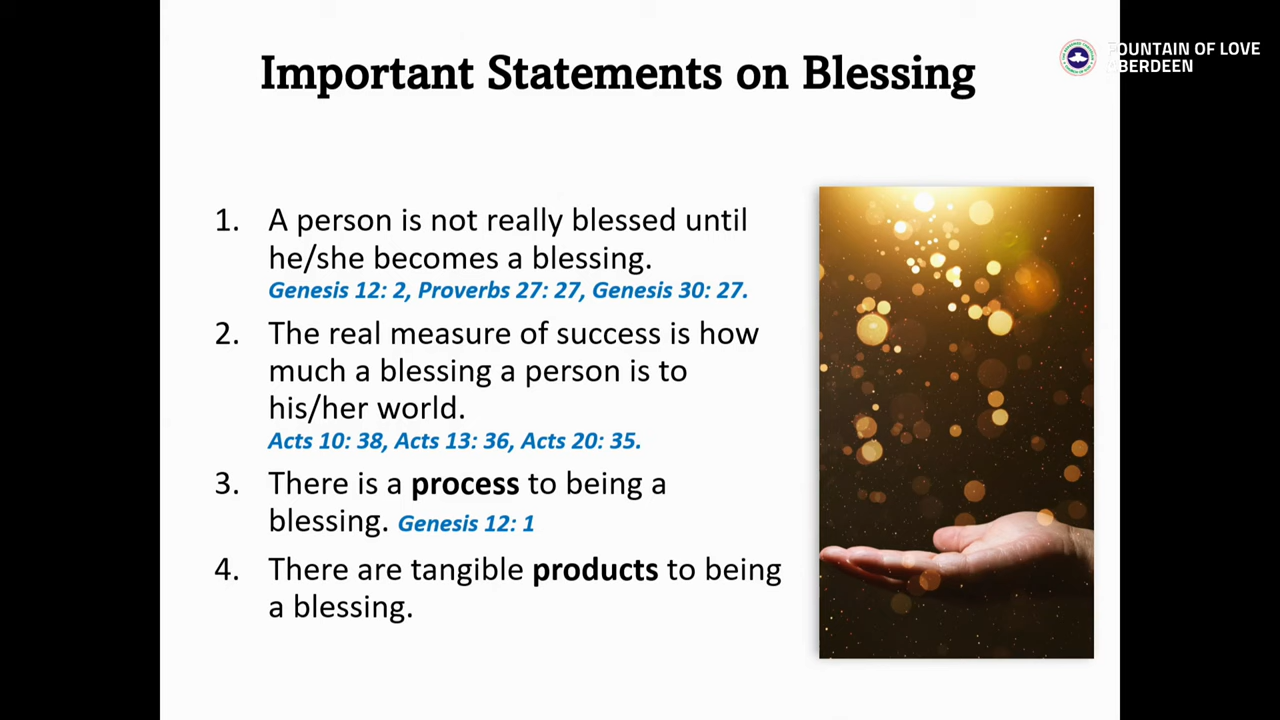 Important Statements on Blessing
FOUNTAIN OF LOVE
ABERDEEN
1. A person is not really blessed until
he/she becomes a blessing.
Genesis 12: 2, Proverbs 27: 27, Genesis 30: 27.
2. The real measure of success is how
much a blessing a person is to
his/her world.
Acts 10: 38, Acts 13: 36, Acts 20: 35.
3. There is a process to being a
blessing. Genesis 12: 1
4. There are tangible products to being
a blessing.